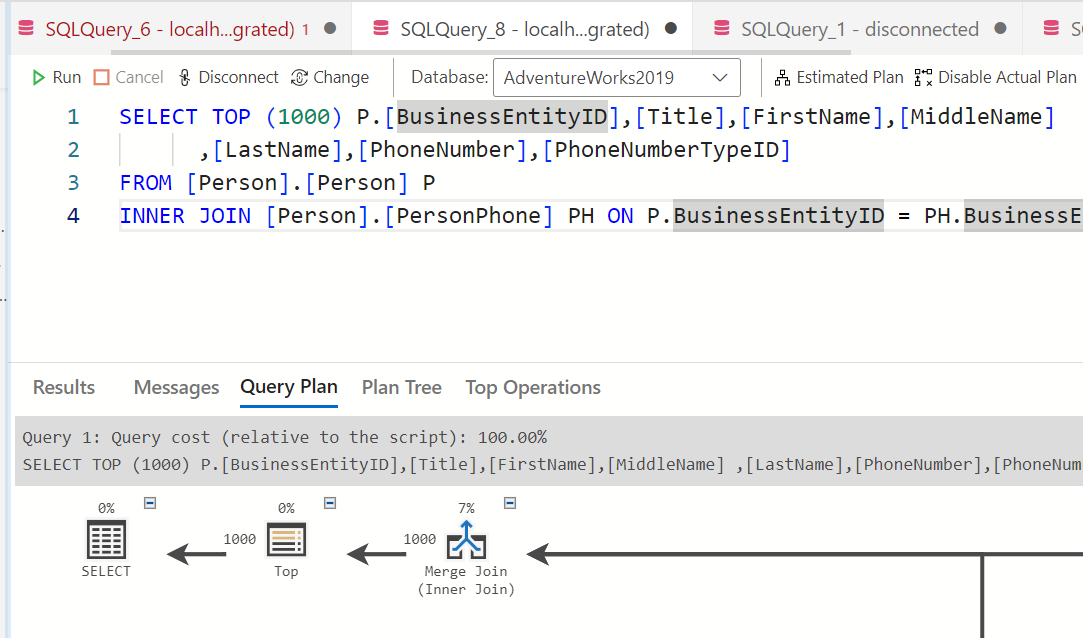 SQLQuery_6 - localh...grated) 1 SQLQuery_8 - localh...grated) SQLQuery_1 - disconnected
Run Cancel Disconnect Change Database: AdventureWorks2019 Estimated Plan Disable Actual Plan
1 SELECT TOP (1000) P.[BusinessEntityID],[Title],[FirstName],[MiddleName]
2 ,[LastName],[PhoneNumber],[PhoneNumberTypeID]
3 FROM [Person].[Person] P
4 INNER JOIN [Person].[PersonPhone] PH ON P.BusinessEntityID = PH.BusinessE
Results Messages Query Plan Plan Tree Top Operations
Query 1: Query cost (relative to the script): 100.00%
SELECT TOP (1000) P.[BusinessEntityID],[Title],[FirstName],[MiddleName] ,[LastName],[PhoneNumber],[PhoneNum
0% 0% 7%
1000 1000
SELECT Top Merge Join
(Inner Join)